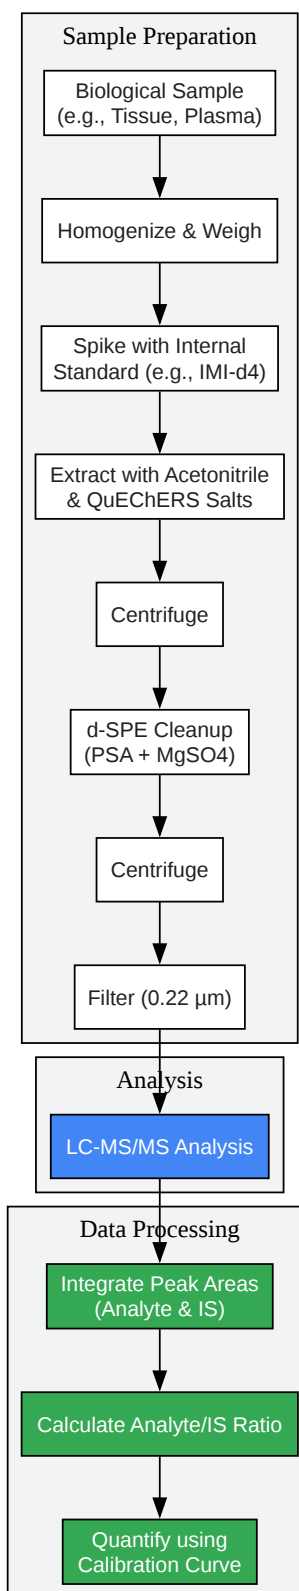 Sample Preparation
Biological Sample
(e.g., Tissue, Plasma)
Homogenize & Weigh
Spike with Internal
Standard (e.g., IMI-d4)
Extract with Acetonitrile
& QuEChERS Salts
Centrifuge
d-SPE Cleanup
(PSA + MgSO4)
Centrifuge
Filter (0.22 µm)
Analysis
LC-MS/MS Analysis
Data Processing
Integrate Peak Areas
(Analyte & IS)
Calculate Analyte/IS Ratio
Quantify using
Calibration Curve